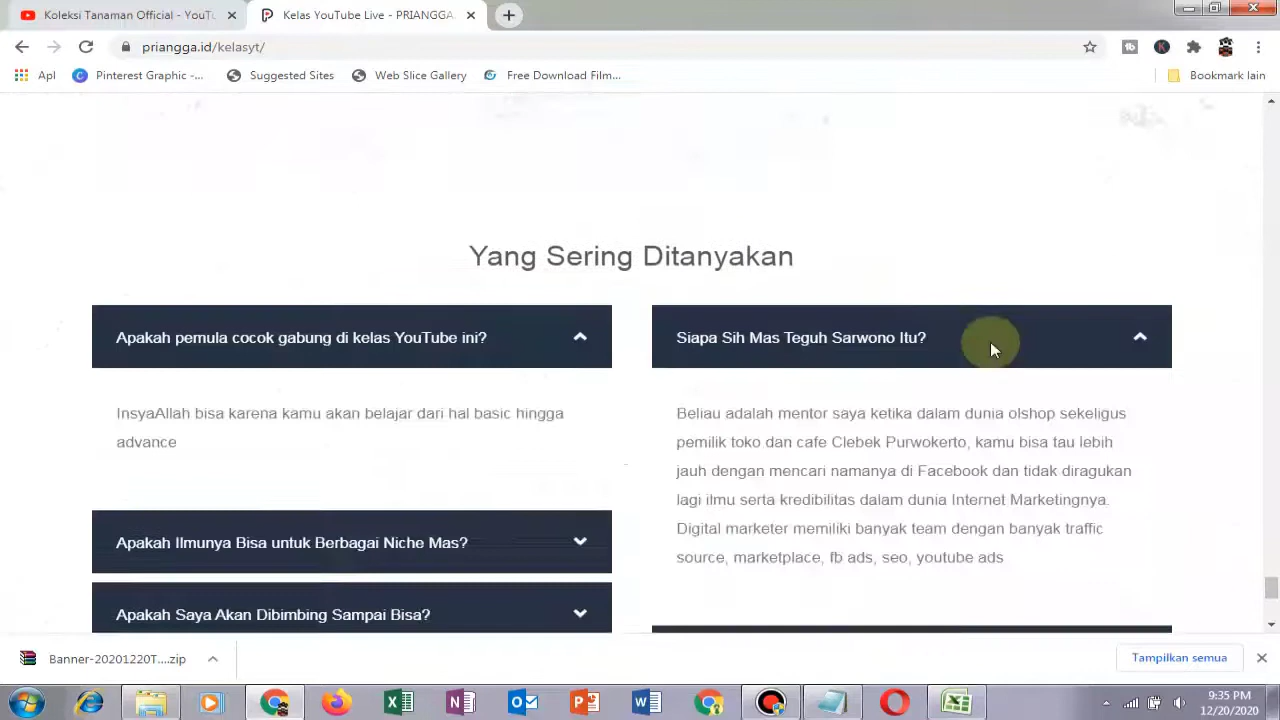 Koleksi Tanaman Official - YouTu
Kelas YouTube Live - PRIANGGA.
priangga.id/kelasyt/
Apl
Pinterest Graphic -...
Suggested Sites
Web Slice Gallery
Free Download Film...
Bookmark lain
Yang Sering Ditanyakan
Apakah pemula cocok gabung di kelas YouTube ini?
InsyaAllah bisa karena kamu akan belajar dari hal basic hingga
advance
Apakah Ilmunya Bisa untuk Berbagai Niche Mas?
Apakah Saya Akan Dibimbing Sampai Bisa?
Siapa Sih Mas Teguh Sarwono Itu?
Beliau adalah mentor saya ketika dalam dunia olshop sekeligus
pemilik toko dan cafe Clebek Purwokerto, kamu bisa tau lebih
jauh dengan mencari namanya di Facebook dan tidak diragukan
lagi ilmu serta kredibilitas dalam dunia Internet Marketingnya.
Digital marketer memiliki banyak team dengan banyak traffic
source, marketplace, fb ads, seo, youtube ads
Banner-20201220T....zip
Tampilkan semua
9:35 PM
12/20/2020